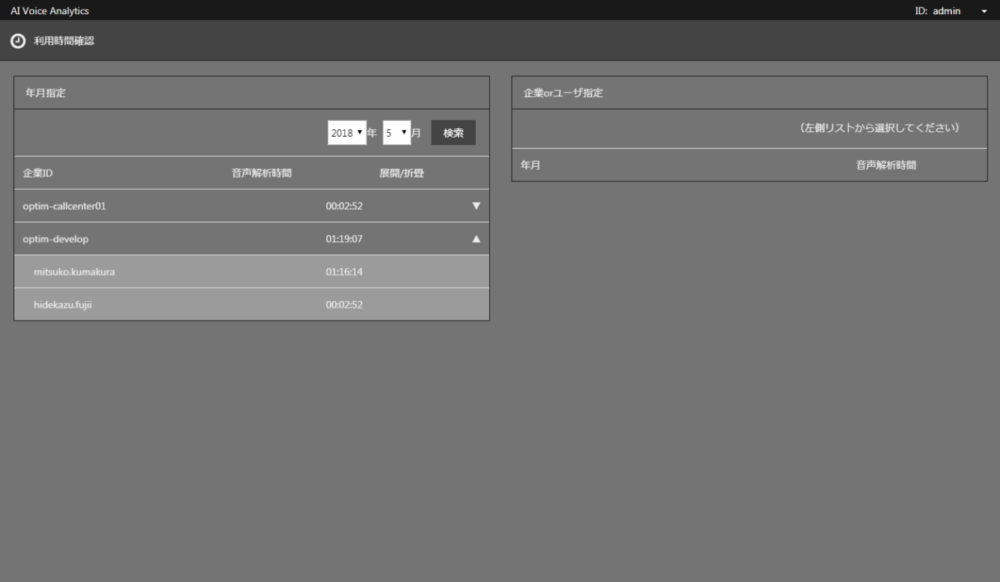 AI Voice Analytics ID: admin
利用時間確認
年月指定
2018 年 5 月 検索
企業ID 音声解析時間 展開/折畳
optim-callcenter01 00:02:52 ▼
optim-develop 01:19:07 ▲
mitsuko.kumakura 01:16:14
hidekazu.fujii 00:02:52
企業orユーザ指定
（左側リストから選択してください）
年月 音声解析時間